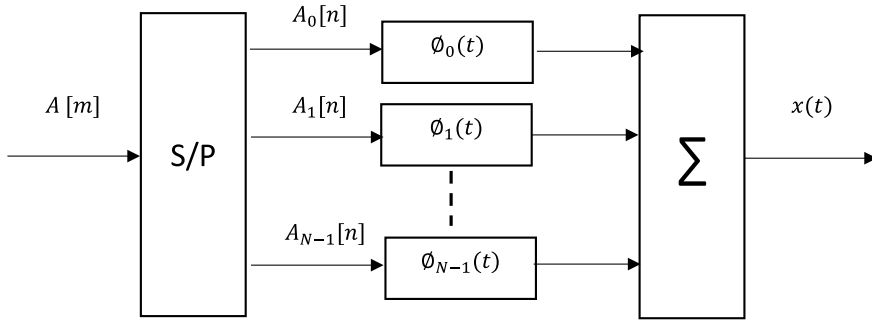 A [m]
S/P
A₀[n]
∅₀(t)
A₁[n]
∅₁(t)
A_{N−1}[n]
∅_{N−1}(t)
∑
x(t)